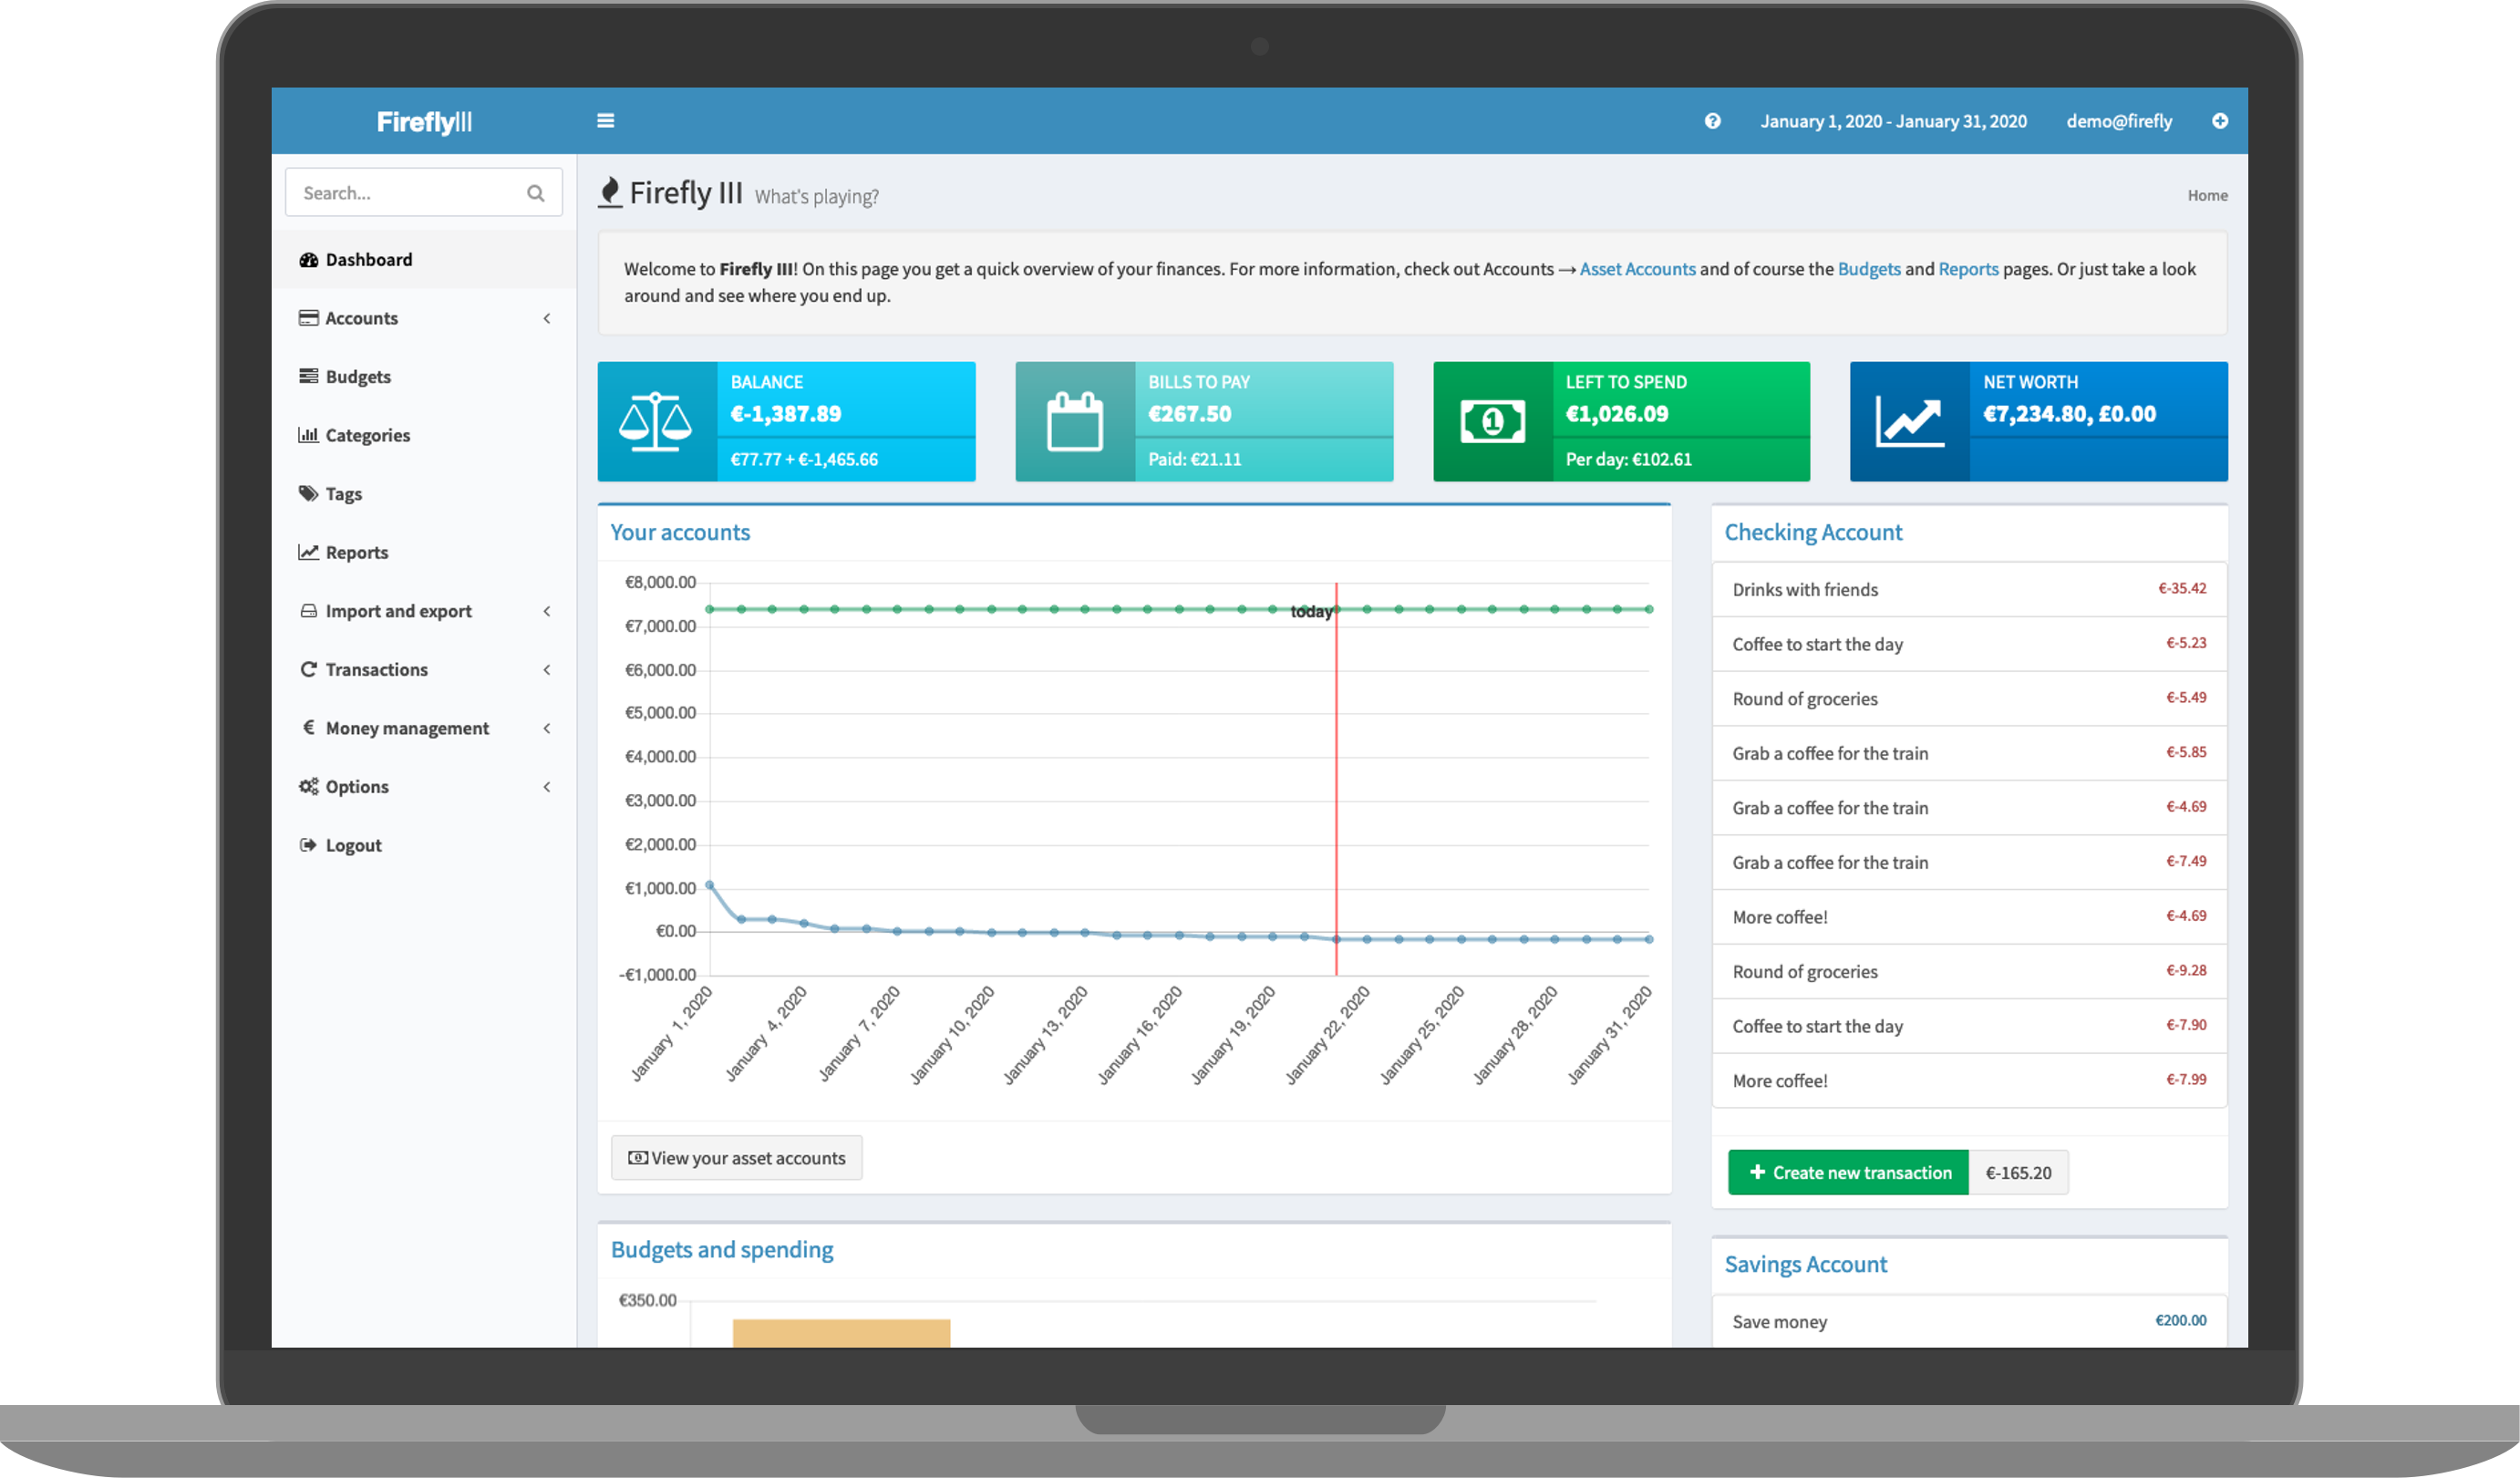 FireflyIII
January 1, 2020 - January 31, 2020
demo@firefly
Search...
Dashboard
Accounts
Budgets
Categories
Tags
Reports
Import and export
Transactions
€ Money management
Options
Logout
Firefly III What's playing?
Home
Welcome to Firefly III! On this page you get a quick overview of your finances. For more information, check out Accounts → Asset Accounts and of course the Budgets and Reports pages. Or just take a look
around and see where you end up.
BALANCE
€-1,387.89
€77.77 + €-1,465.66
BILLS TO PAY
€267.50
Paid: €21.11
LEFT TO SPEND
€1,026.09
Per day: €102.61
NET WORTH
€7,234.80, £0.00
Your accounts
€8,000.00
€7,000.00
€6,000.00
€5,000.00
€4,000.00
€3,000.00
€2,000.00
€1,000.00
€0.00
-€1,000.00
today
January 1, 2020
January 4, 2020
January 7, 2020
January 10, 2020
January 13, 2020
January 16, 2020
January 19, 2020
January 22, 2020
January 25, 2020
January 28, 2020
January 31, 2020
View your asset accounts
Checking Account
Drinks with friends €-35.42
Coffee to start the day €-5.23
Round of groceries €-5.49
Grab a coffee for the train €-5.85
Grab a coffee for the train €-4.69
Grab a coffee for the train €-7.49
More coffee! €-4.69
Round of groceries €-9.28
Coffee to start the day €-7.90
More coffee! €-7.99
Create new transaction €-165.20
Budgets and spending
€350.00
Savings Account
Save money €200.00